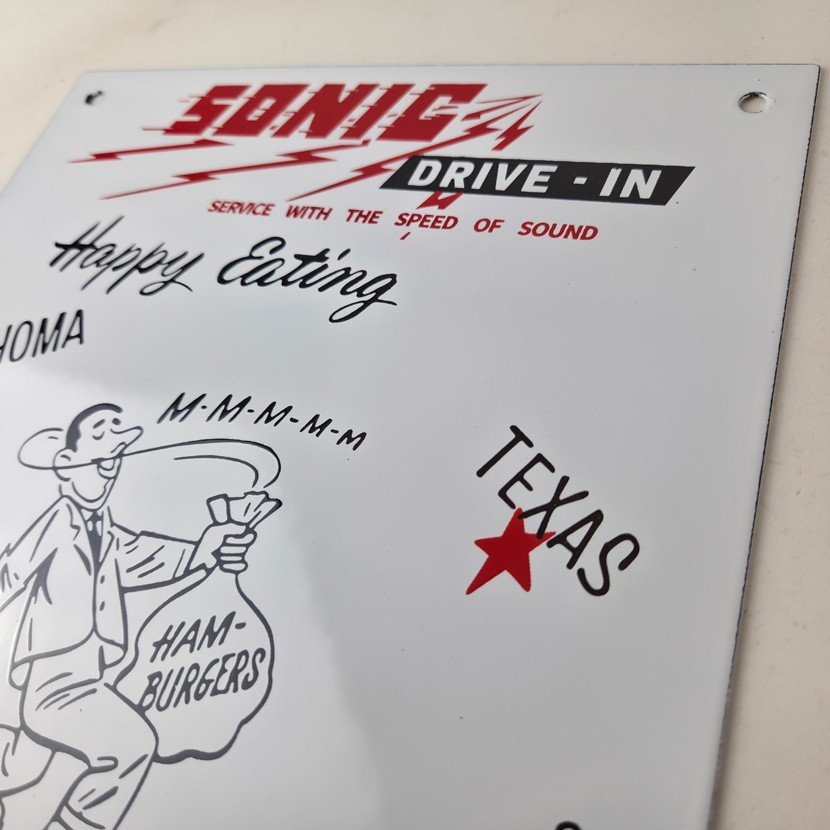 SONIC
DRIVE-IN
SERVICE WITH THE SPEED OF SOUND
Happy Eating
HOMA
M-M-M-M-M
TEXAS
HAM-
BURGERS